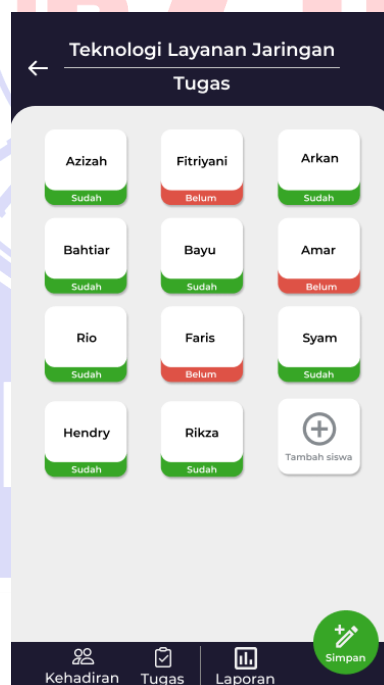 Teknologi Layanan Jaringan
Tugas
Azizah
Fitriyani
Arkan
Sudah
Belum
Sudah
Bahtiar
Bayu
Amar
Sudah
Sudah
Belum
Rio
Faris
Syam
Sudah
Belum
Sudah
Hendry
Rikza
Tambah siswa
Sudah
Sudah
Simpan
Kehadiran
Tugas
Laporan